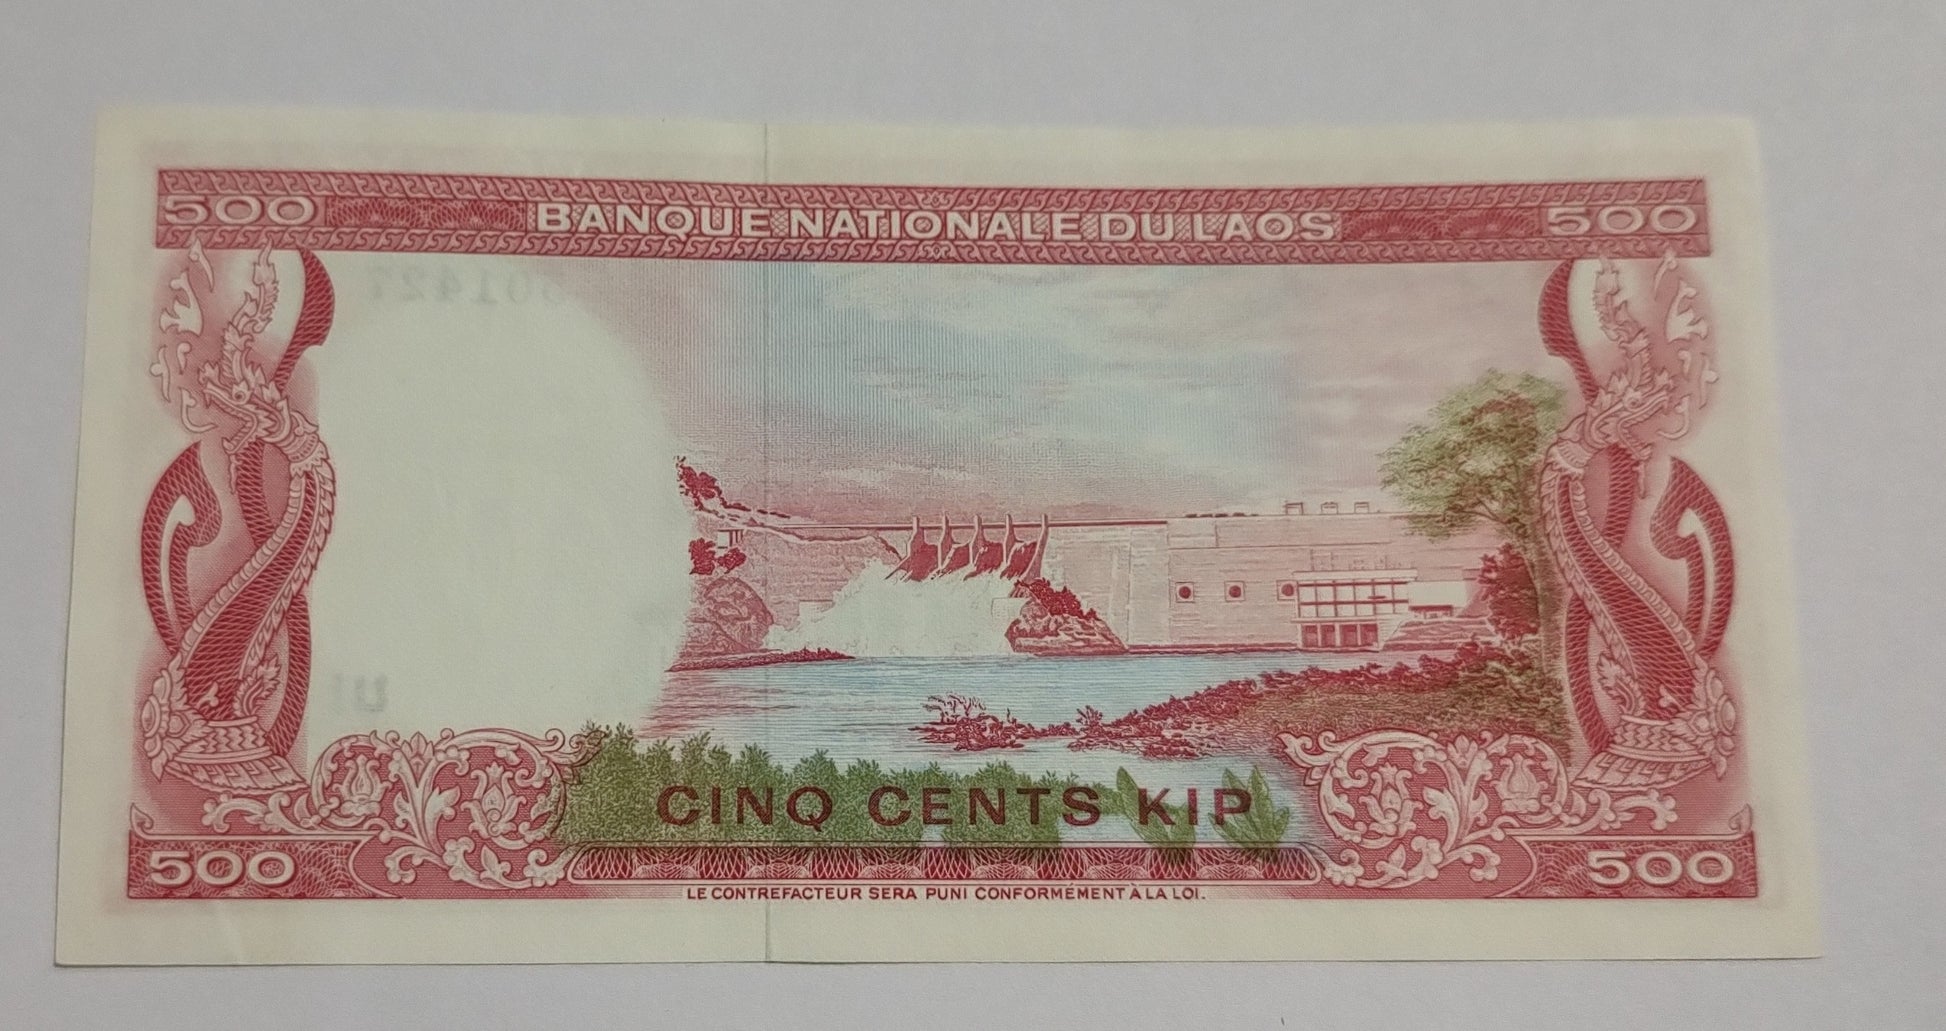 500 BANQUE NATIONALE DU LAOS 500
CINQ CENTS KIP
500 500
LE CONTREFACTEUR SERA PUNI CONFORMÉMENT À LA LOI.